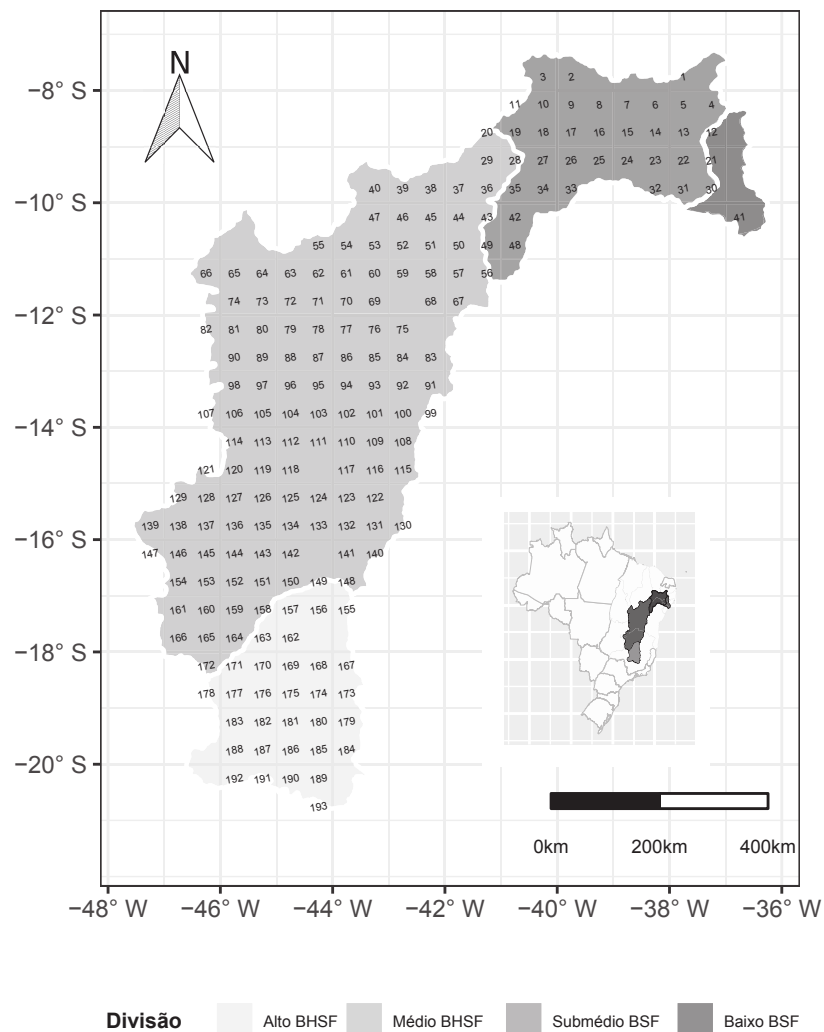 N
3 2 1
−8° S
11 10 9 8 7 6 5 4
20 19 18 17 16 15 14 13 12
29 28 27 26 25 24 23 22 21
40 39 38 37 36 35 34 33 32 31 30
−10° S
47 46 45 44 43 42 41
55 54 53 52 51 50 49 48
66 65 64 63 62 61 60 59 58 57 56
74 73 72 71 70 69 68 67
−12° S
82 81 80 79 78 77 76 75
90 89 88 87 86 85 84 83
98 97 96 95 94 93 92 91
107 106 105 104 103 102 101 100 99
−14° S
114 113 112 111 110 109 108
121 120 119 118 117 116 115
129 128 127 126 125 124 123 122
139 138 137 136 135 134 133 132 131 130
−16° S
147 146 145 144 143 142 141 140
154 153 152 151 150 149 148
161 160 159 158 157 156 155
166 165 164 163 162
−18° S
172 171 170 169 168 167
178 177 176 175 174 173
183 182 181 180 179
188 187 186 185 184
−20° S
192 191 190 189
193
0km 200km 400km
−48° W −46° W −44° W −42° W −40° W −38° W −36° W
Divisão Alto BHSF Médio BHSF Submédio BSF Baixo BSF